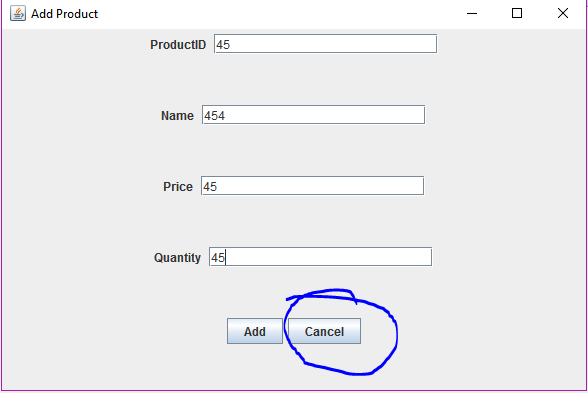 Add Product
ProductID 45
Name 454
Price 45
Quantity 45
Add Cancel